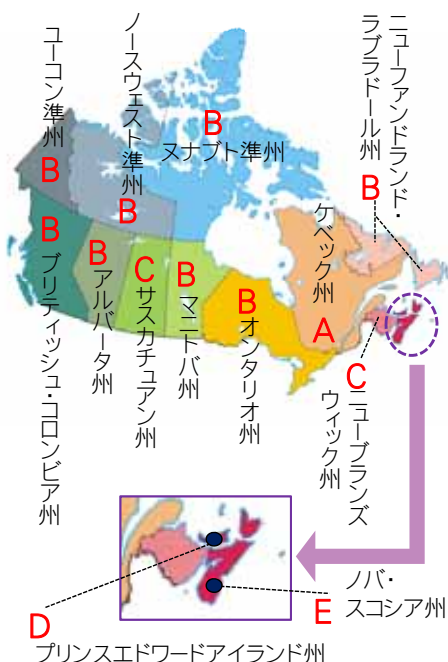 ユーコン準州
B
ノースウェスト準州
B
B
ヌナブト準州
ニューファンドランド・
ラブラドール州
B
B
ブリティッシュ・コロンビア州
B
アルバータ州
C
サスカチュアン州
B
マニトバ州
B
オンタリオ州
ケベック州
A
C
ニューブランズ
ウィック州
D
プリンスエドワードアイランド州
E
ノバ・
スコシア州